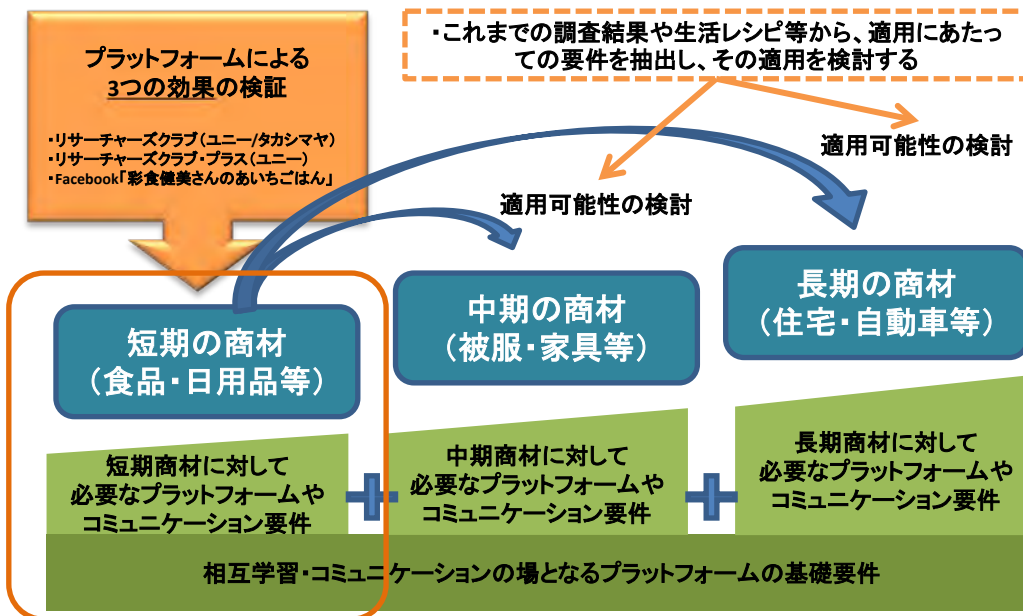 プラットフォームによる
3つの効果の検証
・リサーチャーズクラブ（ユニー/タカシマヤ）
・リサーチャーズクラブ・プラス（ユニー）
・Facebook「彩食健美さんのあいちごはん」
・これまでの調査結果や生活レシピ等から、適用にあたっ
ての要件を抽出し、その適用を検討する
適用可能性の検討
適用可能性の検討
短期の商材
（食品・日用品等）
中期の商材
（被服・家具等）
長期の商材
（住宅・自動車等）
短期商材に対して
必要なプラットフォームや
コミュニケーション要件
中期商材に対して
必要なプラットフォームや
コミュニケーション要件
長期商材に対して
必要なプラットフォームや
コミュニケーション要件
相互学習・コミュニケーションの場となるプラットフォームの基礎要件